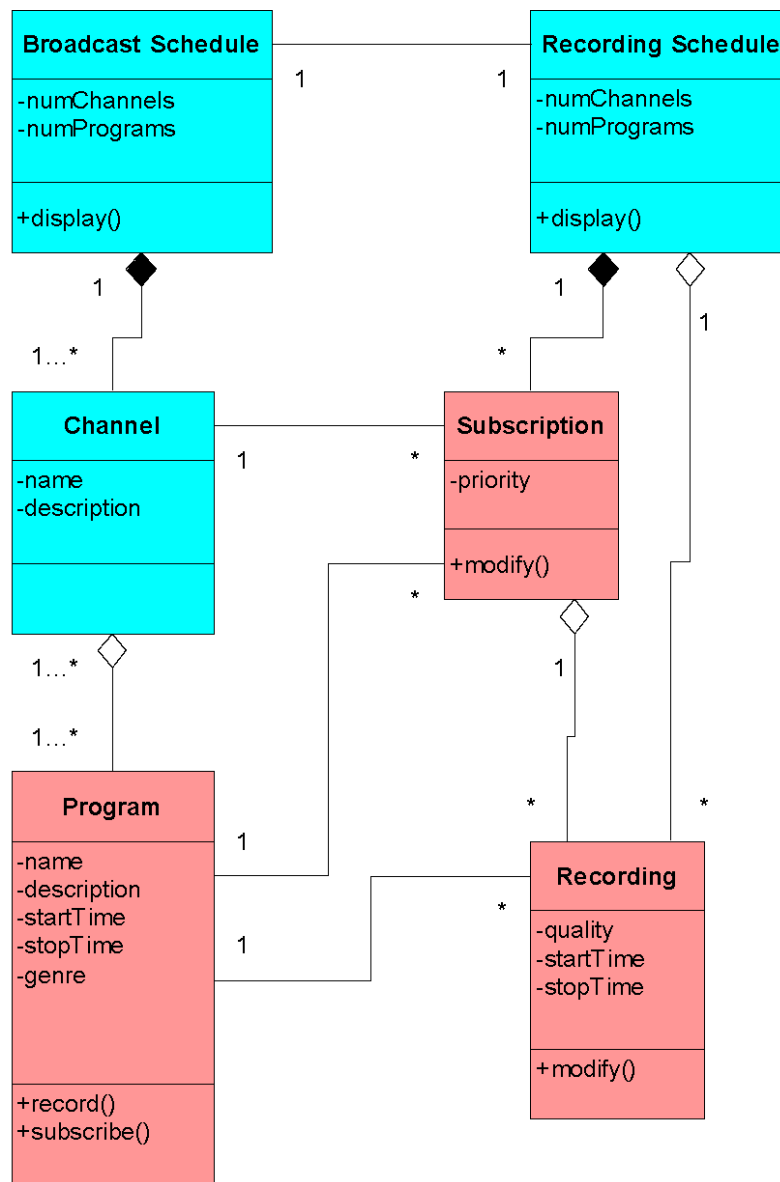 Broadcast Schedule
-numChannels
-numPrograms
+display()
Recording Schedule
-numChannels
-numPrograms
+display()
1
1
1
1...*
1
*
1
Channel
-name
-description
1
*
Subscription
-priority
+modify()
*
1...*
1...*
1
*
*
Program
-name
-description
-startTime
-stopTime
-genre
+record()
+subscribe()
1
1
*
Recording
-quality
-startTime
-stopTime
+modify()